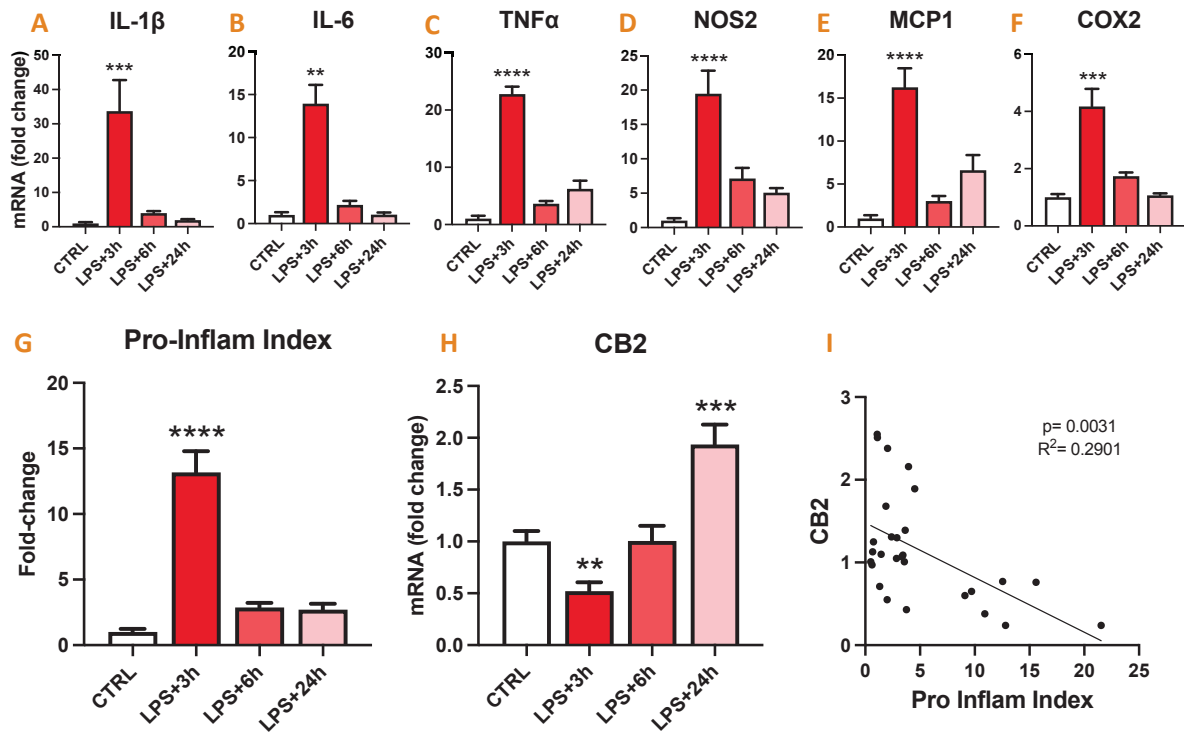 A IL-1β
mRNA (fold change)
50
40
30
20
10
0
***
CTRL
LPS+3h
LPS+6h
LPS+24h
B IL-6
20
15
10
5
0
**
CTRL
LPS+3h
LPS+6h
LPS+24h
C TNFα
30
20
10
0
****
CTRL
LPS+3h
LPS+6h
LPS+24h
D NOS2
25
20
15
10
5
0
****
CTRL
LPS+3h
LPS+6h
LPS+24h
E MCP1
20
15
10
5
0
****
CTRL
LPS+3h
LPS+6h
LPS+24h
F COX2
6
4
2
0
***
CTRL
LPS+3h
LPS+6h
LPS+24h
G Pro-Inflam Index
Fold-change
20
15
10
5
0
****
CTRL
LPS+3h
LPS+6h
LPS+24h
H CB2
mRNA (fold change)
2.5
2.0
1.5
1.0
0.5
0.0
**
***
CTRL
LPS+3h
LPS+6h
LPS+24h
I
CB2
3
2
1
0
p= 0.0031
R²= 0.2901
0 5 10 15 20 25
Pro Inflam Index